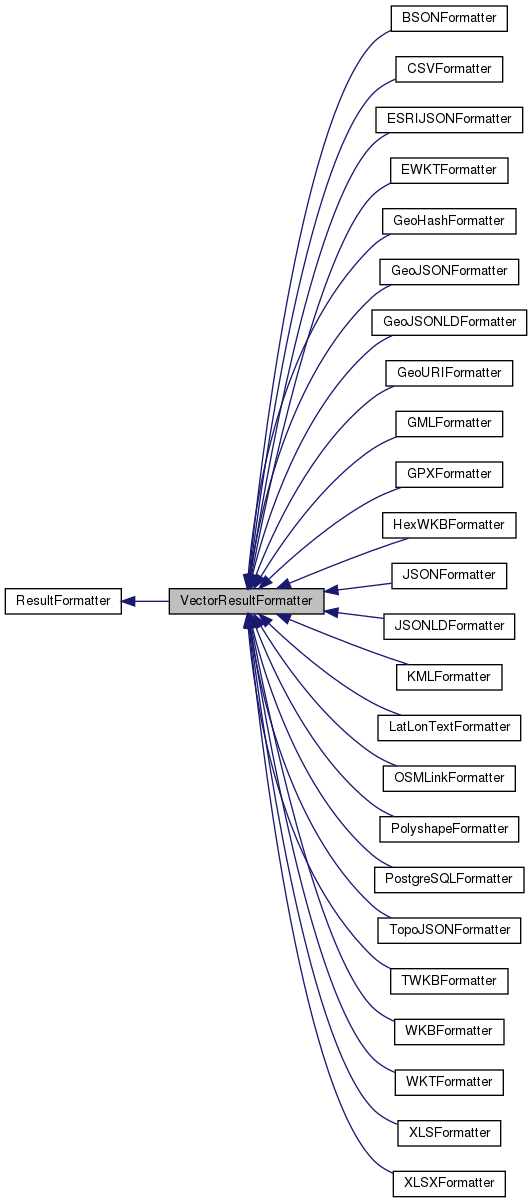 BSONFormatter
CSVFormatter
ESRIJSONFormatter
EWKTFormatter
GeoHashFormatter
GeoJSONFormatter
GeoJSONLDFormatter
GeoURIFormatter
GMLFormatter
GPXFormatter
HexWKBFormatter
JSONFormatter
ResultFormatter
VectorResultFormatter
JSONLDFormatter
KMLFormatter
LatLonTextFormatter
OSMLinkFormatter
PolyshapeFormatter
PostgreSQLFormatter
TopoJSONFormatter
TWKBFormatter
WKBFormatter
WKTFormatter
XLSFormatter
XLSXFormatter